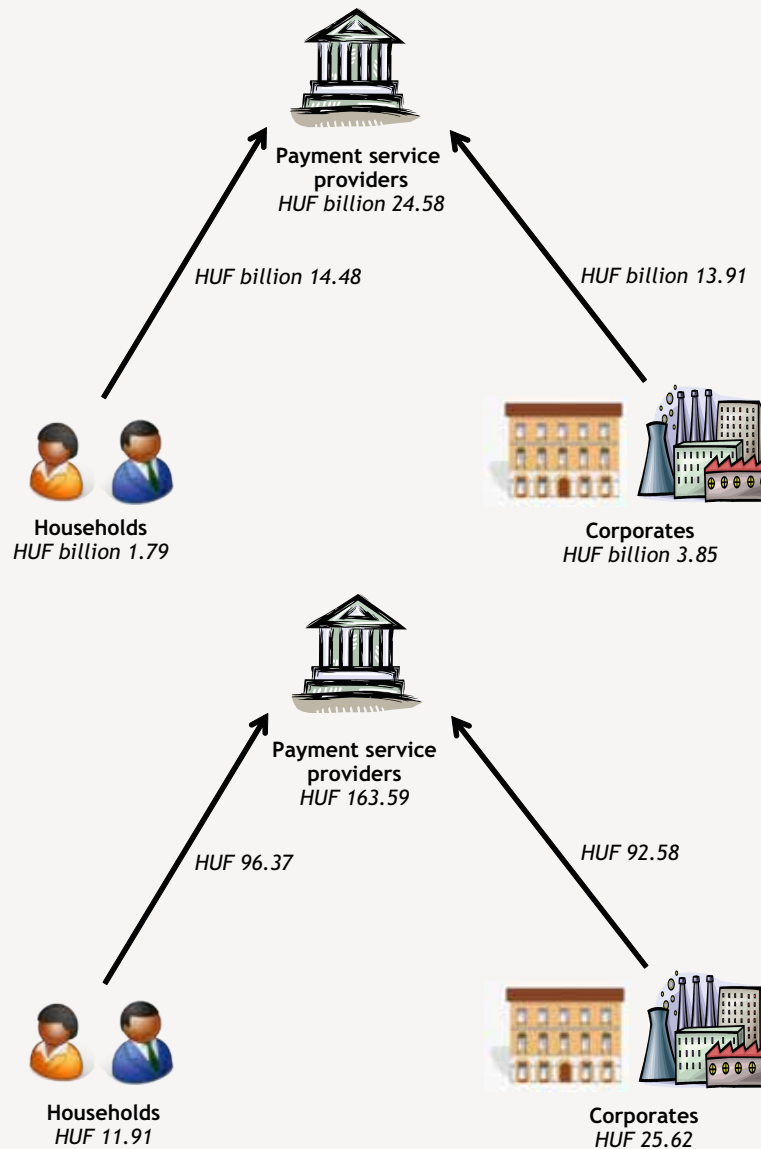 Payment service
providers
HUF billion 24.58
HUF billion 14.48
HUF billion 13.91
Households
HUF billion 1.79
Corporates
HUF billion 3.85
Payment service
providers
HUF 163.59
HUF 96.37
HUF 92.58
Households
HUF 11.91
Corporates
HUF 25.62